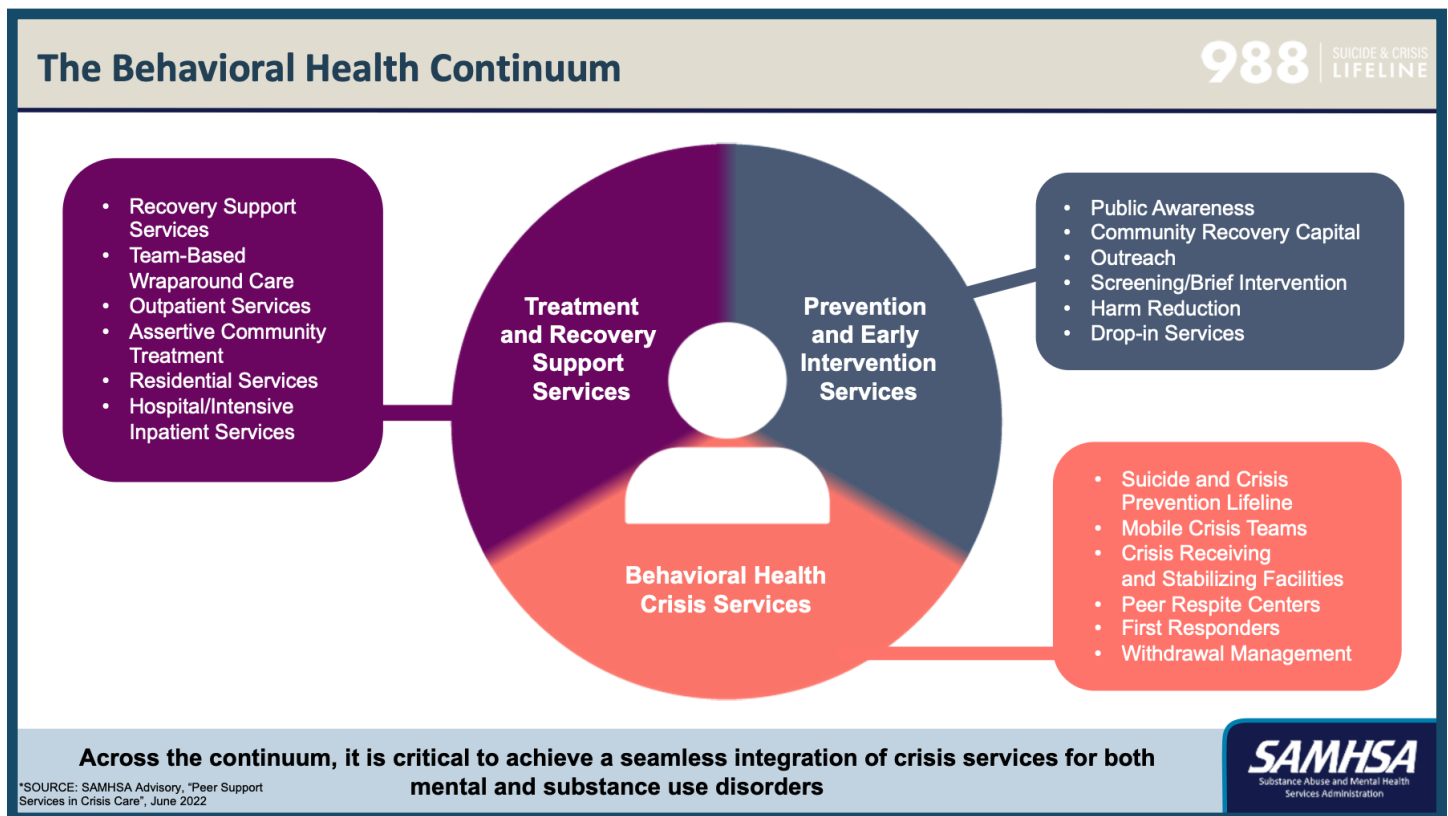 The Behavioral Health Continuum
988 SUICIDE & CRISIS
LIFELINE
• Recovery Support
Services
• Team-Based
Wraparound Care
• Outpatient Services
• Assertive Community
Treatment
• Residential Services
• Hospital/Intensive
Inpatient Services
Treatment
and Recovery
Support
Services
Prevention
and Early
Intervention
Services
Behavioral Health
Crisis Services
• Public Awareness
• Community Recovery Capital
• Outreach
• Screening/Brief Intervention
• Harm Reduction
• Drop-in Services
• Suicide and Crisis
Prevention Lifeline
• Mobile Crisis Teams
• Crisis Receiving
and Stabilizing Facilities
• Peer Respite Centers
• First Responders
• Withdrawal Management
Across the continuum, it is critical to achieve a seamless integration of crisis services for both
mental and substance use disorders
*SOURCE: SAMHSA Advisory, “Peer Support
Services in Crisis Care”, June 2022
SAMHSA
Substance Abuse and Mental Health
Services Administration